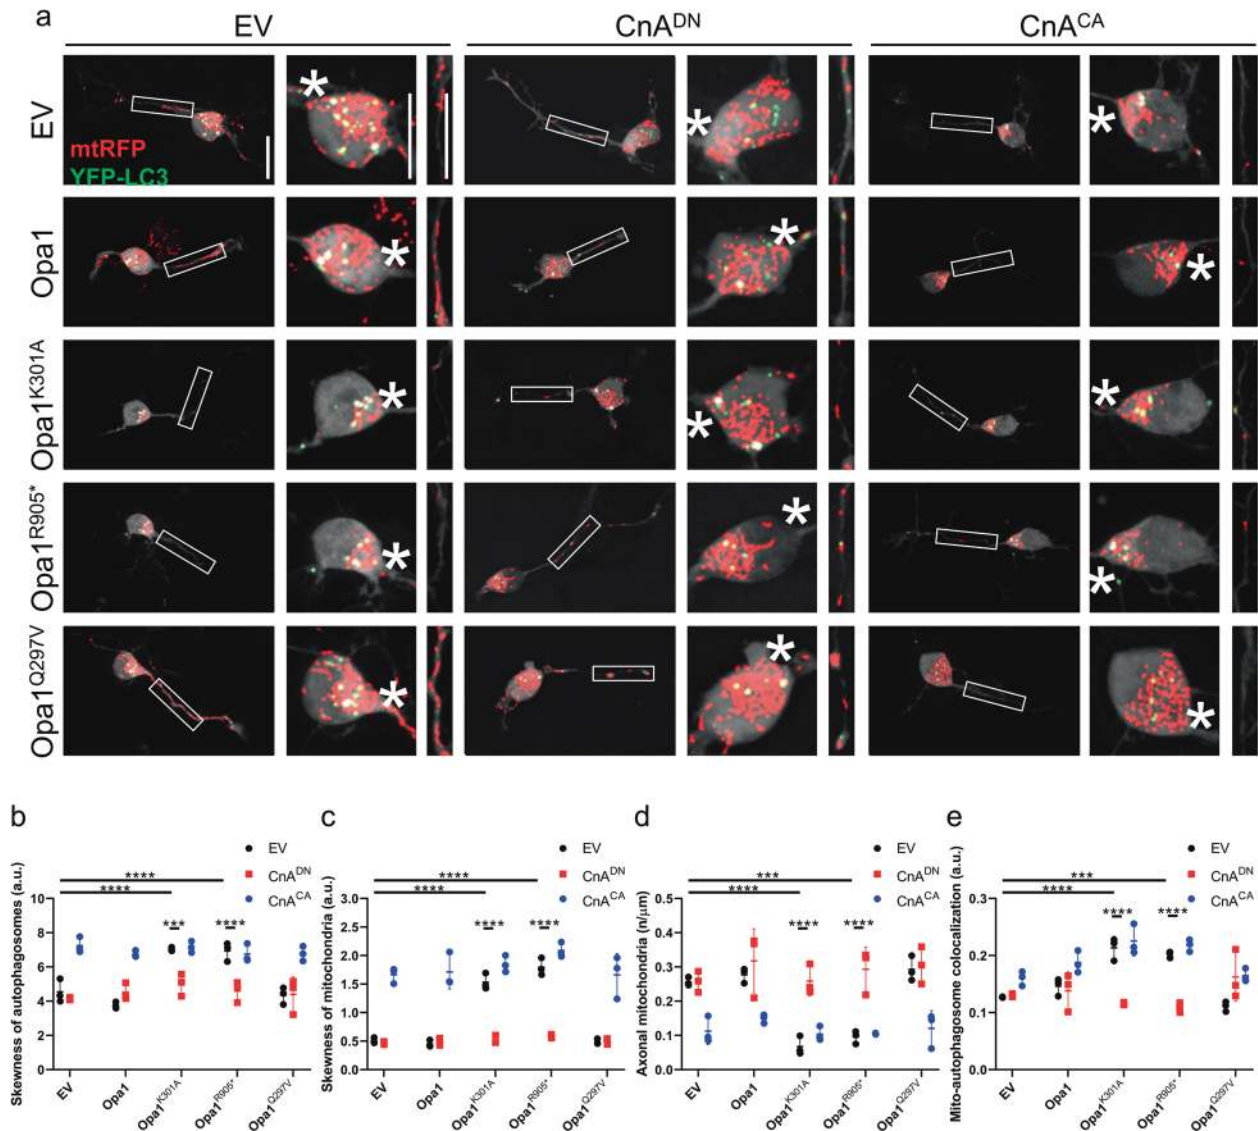 a
EV CnA^DN CnA^CA
EV
mtRFP
YFP-LC3
Opa1
Opa1^K301A
Opa1^R905*
Opa1^Q297V
b
EV
CnA^DN
CnA^CA
Skewness of autophagosomes (a.u.)
10
8
6
4
2
0
****
****
***
****
EV Opa1 Opa1^K301A Opa1^R905* Opa1^Q297V
c
EV
CnA^DN
CnA^CA
Skewness of mitochondria (a.u.)
2.5
2.0
1.5
1.0
0.5
0.0
****
****
****
****
EV Opa1 Opa1^K301A Opa1^R905* Opa1^Q297V
d
EV
CnA^DN
CnA^CA
Axonal mitochondria (n/μm)
0.5
0.4
0.3
0.2
0.1
0.0
***
****
****
****
EV Opa1 Opa1^K301A Opa1^R905* Opa1^Q297V
e
EV
CnA^DN
CnA^CA
Mito-autophagosome colocalization (a.u.)
0.3
0.2
0.1
0.0
***
****
****
****
EV Opa1 Opa1^K301A Opa1^R905* Opa1^Q297V